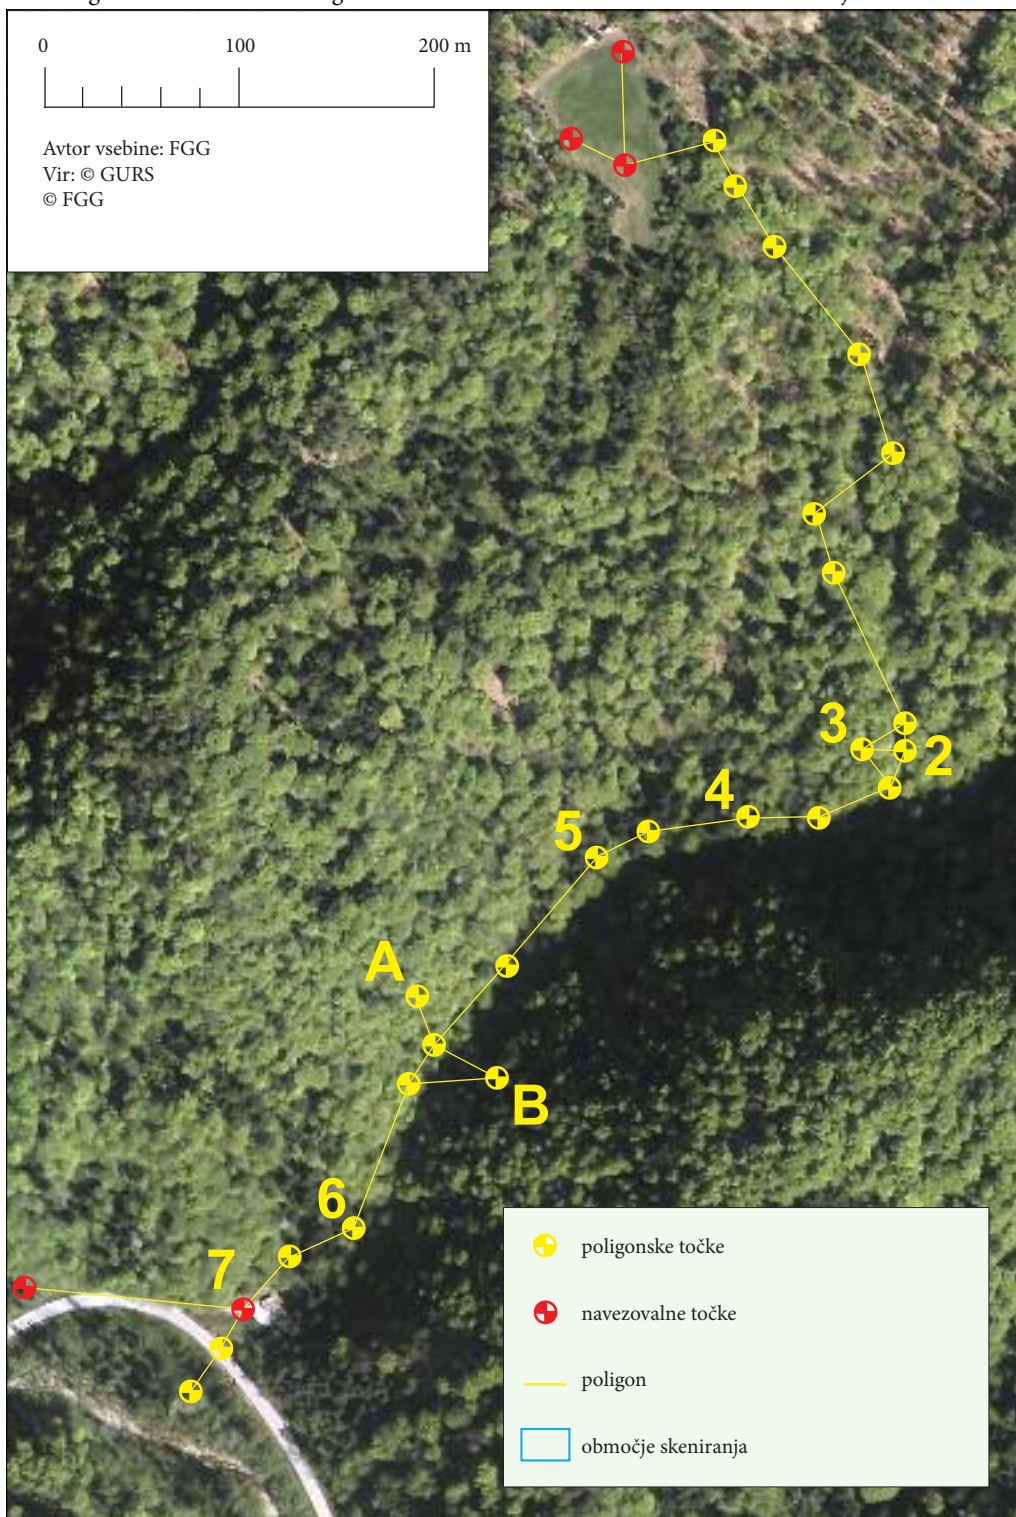 0 100 200 m
Avtor vsebine: FGG
Vir: © GURS
© FGG
3
2
4
5
A
B
6
7
poligonske točke
navezovalne točke
poligon
območje skeniranja